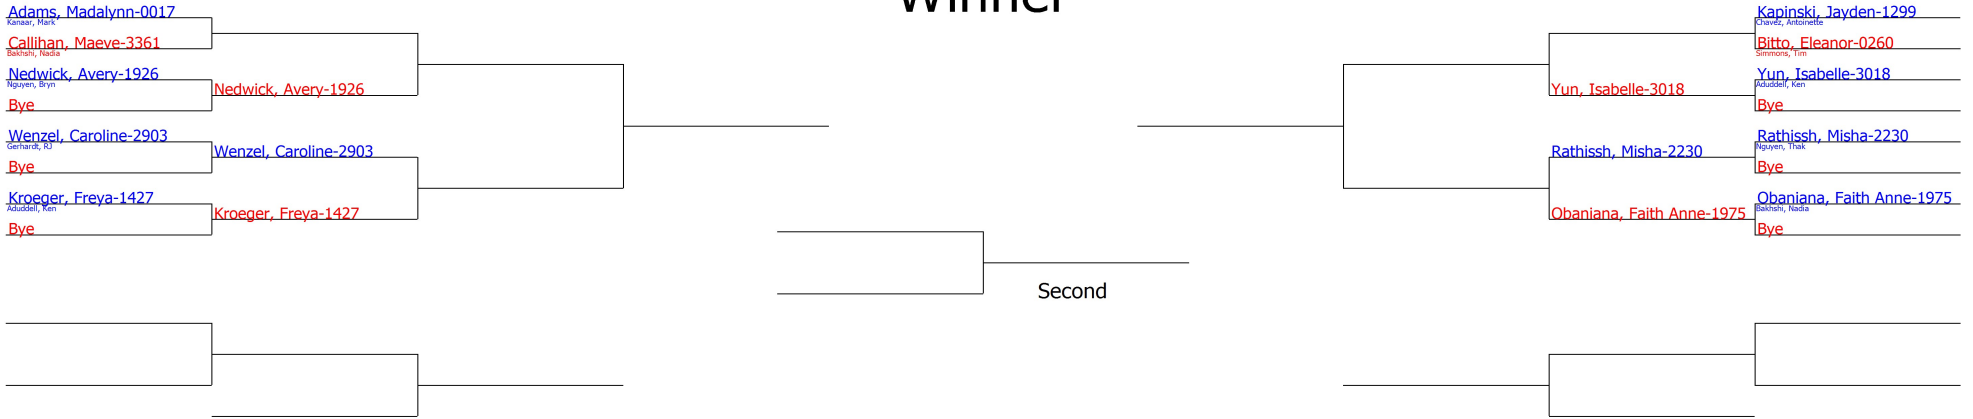 Winner
Adams, Madalynn-0017
Kanaar, Mark
Callihan, Maeve-3361
Bakhshi, Nadia
Nedwick, Avery-1926
Nguyen, Bryn
Bye
Wenzel, Caroline-2903
Gerhardt, RJ
Bye
Kroeger, Freya-1427
Aduddell, Ken
Bye
Nedwick, Avery-1926
Wenzel, Caroline-2903
Kroeger, Freya-1427
Second
Yun, Isabelle-3018
Rathissh, Misha-2230
Obaniana, Faith Anne-1975
Kapinski, Jayden-1299
Chavez, Antoinette
Bitto, Eleanor-0260
Simmons, Tim
Yun, Isabelle-3018
Aduddell, Ken
Bye
Rathissh, Misha-2230
Nguyen, Thak
Bye
Obaniana, Faith Anne-1975
Bakhshi, Nadia
Bye